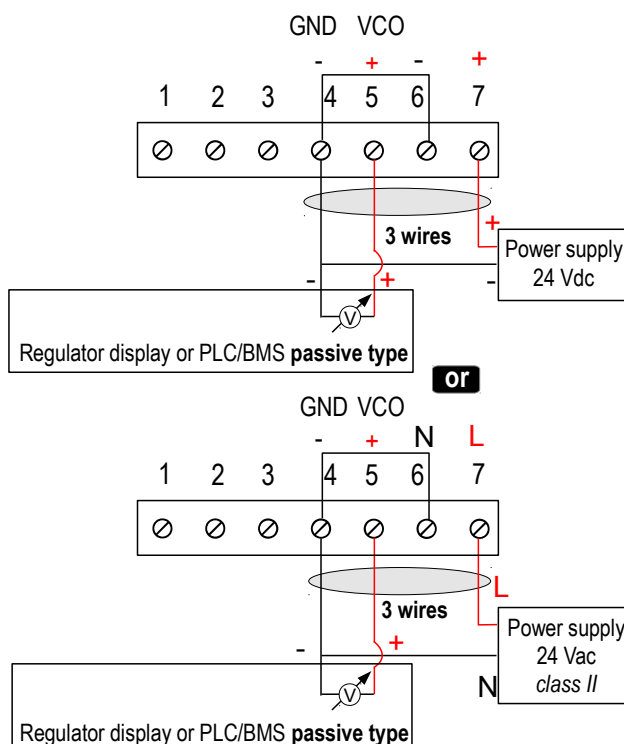 GND VCO
- + - +
1 2 3 4 5 6 7
+
3 wires
Power supply
24 Vdc
- + -
V
Regulator display or PLC/BMS passive type
or
GND VCO
- + N L
1 2 3 4 5 6 7
L
3 wires
Power supply
24 Vac
class II
- + N
V
Regulator display or PLC/BMS passive type